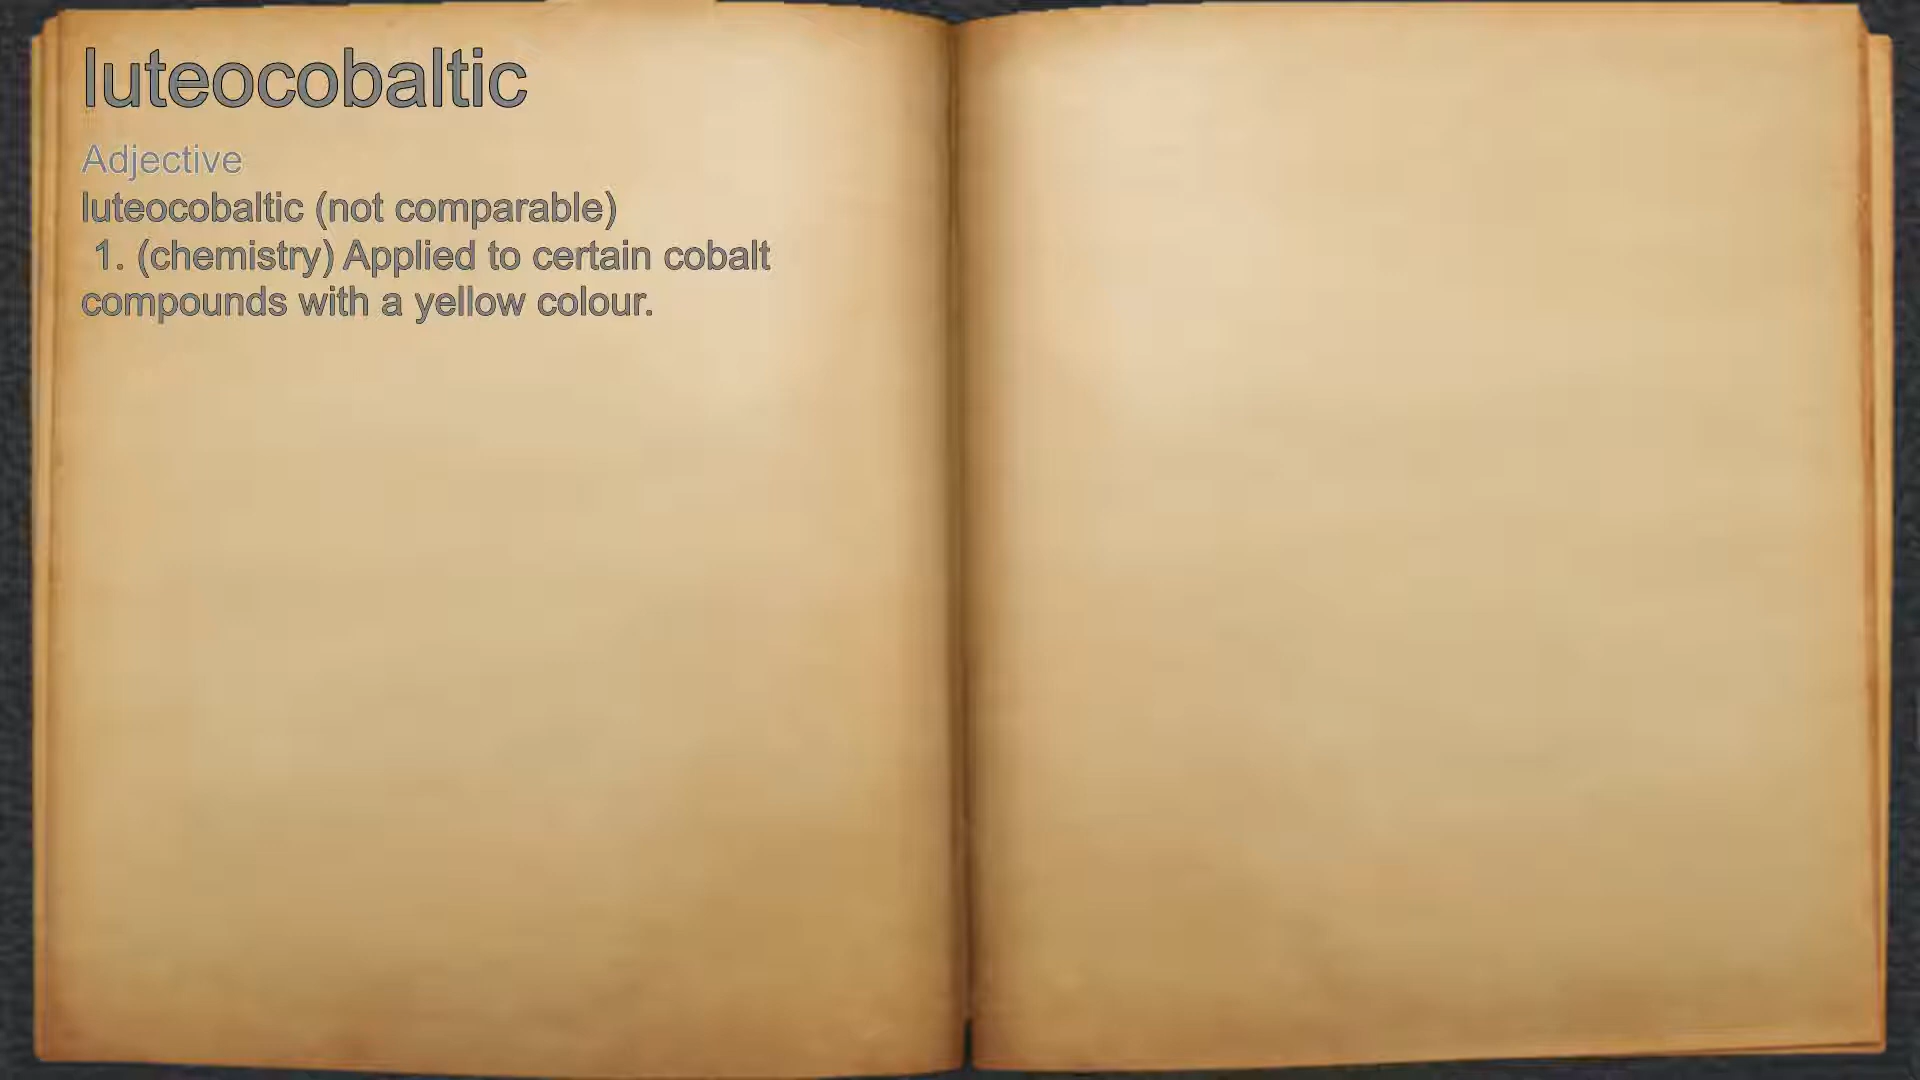 luteocobaltic
Adjective
luteocobaltic (not comparable)
1. (chemistry) Applied to certain cobalt
compounds with a yellow colour.